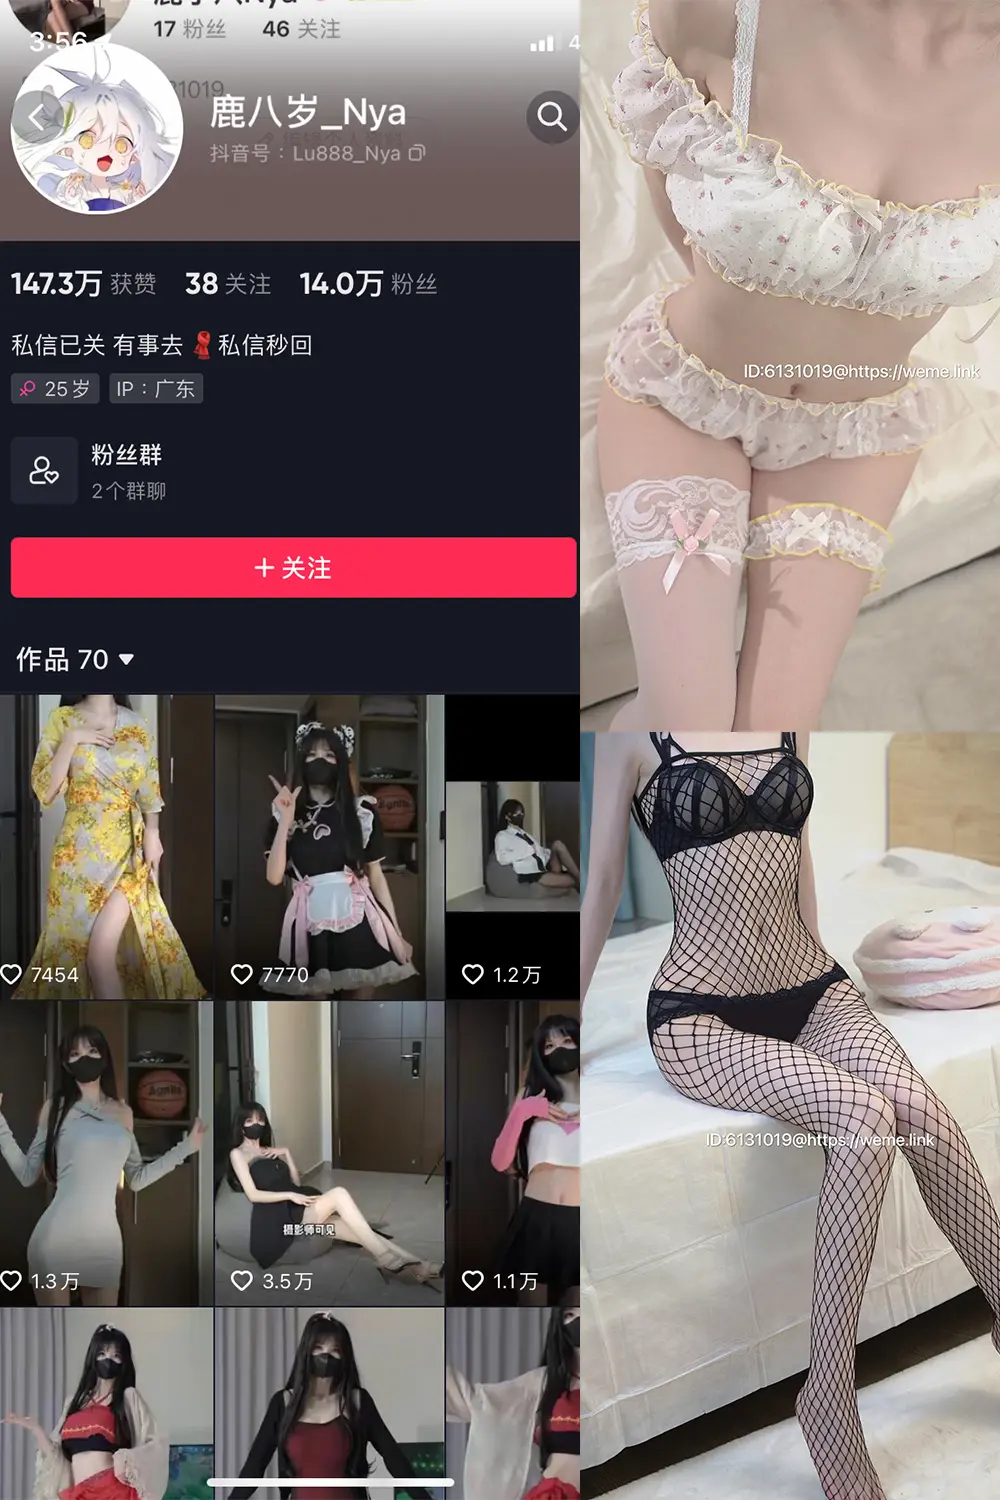 17 粉丝 46 关注
3:56
4
鹿八岁_Nya
抖音号：Lu888_Nya
147.3万 获赞 38 关注 14.0万 粉丝
私信已关 有事去 私信秒回
25岁 IP：广东
粉丝群
2个群聊
+ 关注
作品 70
7454
7770
1.2万
1.3万
摄影师可见
3.5万
1.1万
ID:6131019@https://weme.link
ID:6131019@https://weme.link